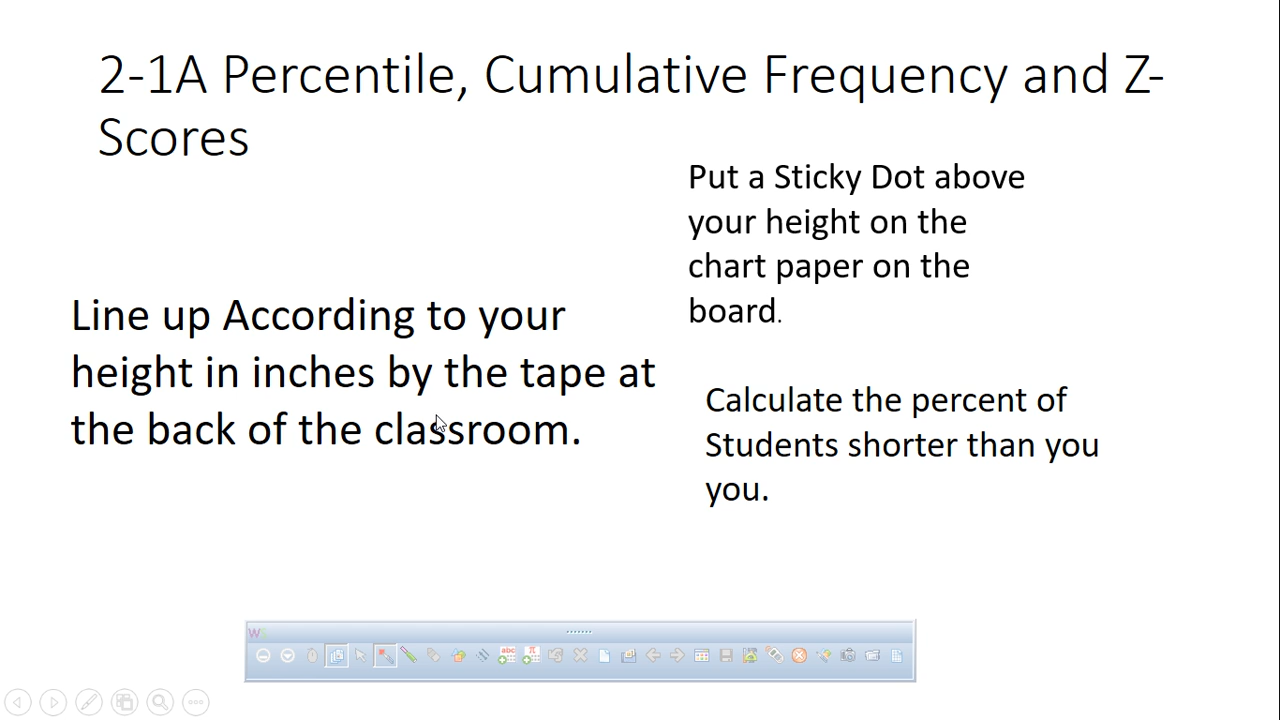 2-1A Percentile, Cumulative Frequency and Z-
Scores
Put a Sticky Dot above
your height on the
chart paper on the
board.
Line up According to your
height in inches by the tape at
the back of the classroom.
Calculate the percent of
Students shorter than you
you.
abc
π